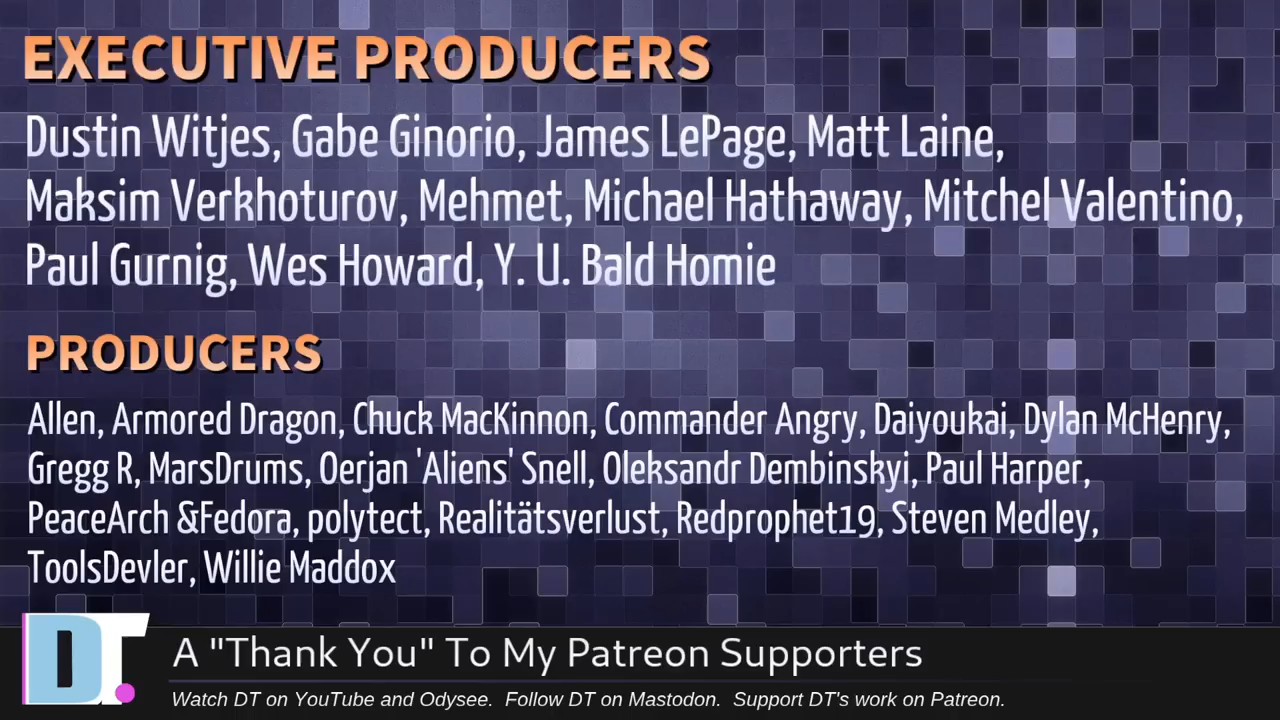 EXECUTIVE PRODUCERS
Dustin Witjes, Gabe Ginorio, James LePage, Matt Laine,
Maksim Verkhoturov, Mehmet, Michael Hathaway, Mitchel Valentino,
Paul Gurnig, Wes Howard, Y. U. Bald Homie
PRODUCERS
Allen, Armored Dragon, Chuck MacKinnon, Commander Angry, Daiyoukai, Dylan McHenry,
Gregg R, MarsDrums, Oerjan 'Aliens' Snell, Oleksandr Dembinskyi, Paul Harper,
PeaceArch &Fedora, polytect, Realitätsverlust, Redprophet19, Steven Medley,
ToolsDevler, Willie Maddox
DT.
A "Thank You" To My Patreon Supporters
Watch DT on YouTube and Odysee. Follow DT on Mastodon. Support DT's work on Patreon.